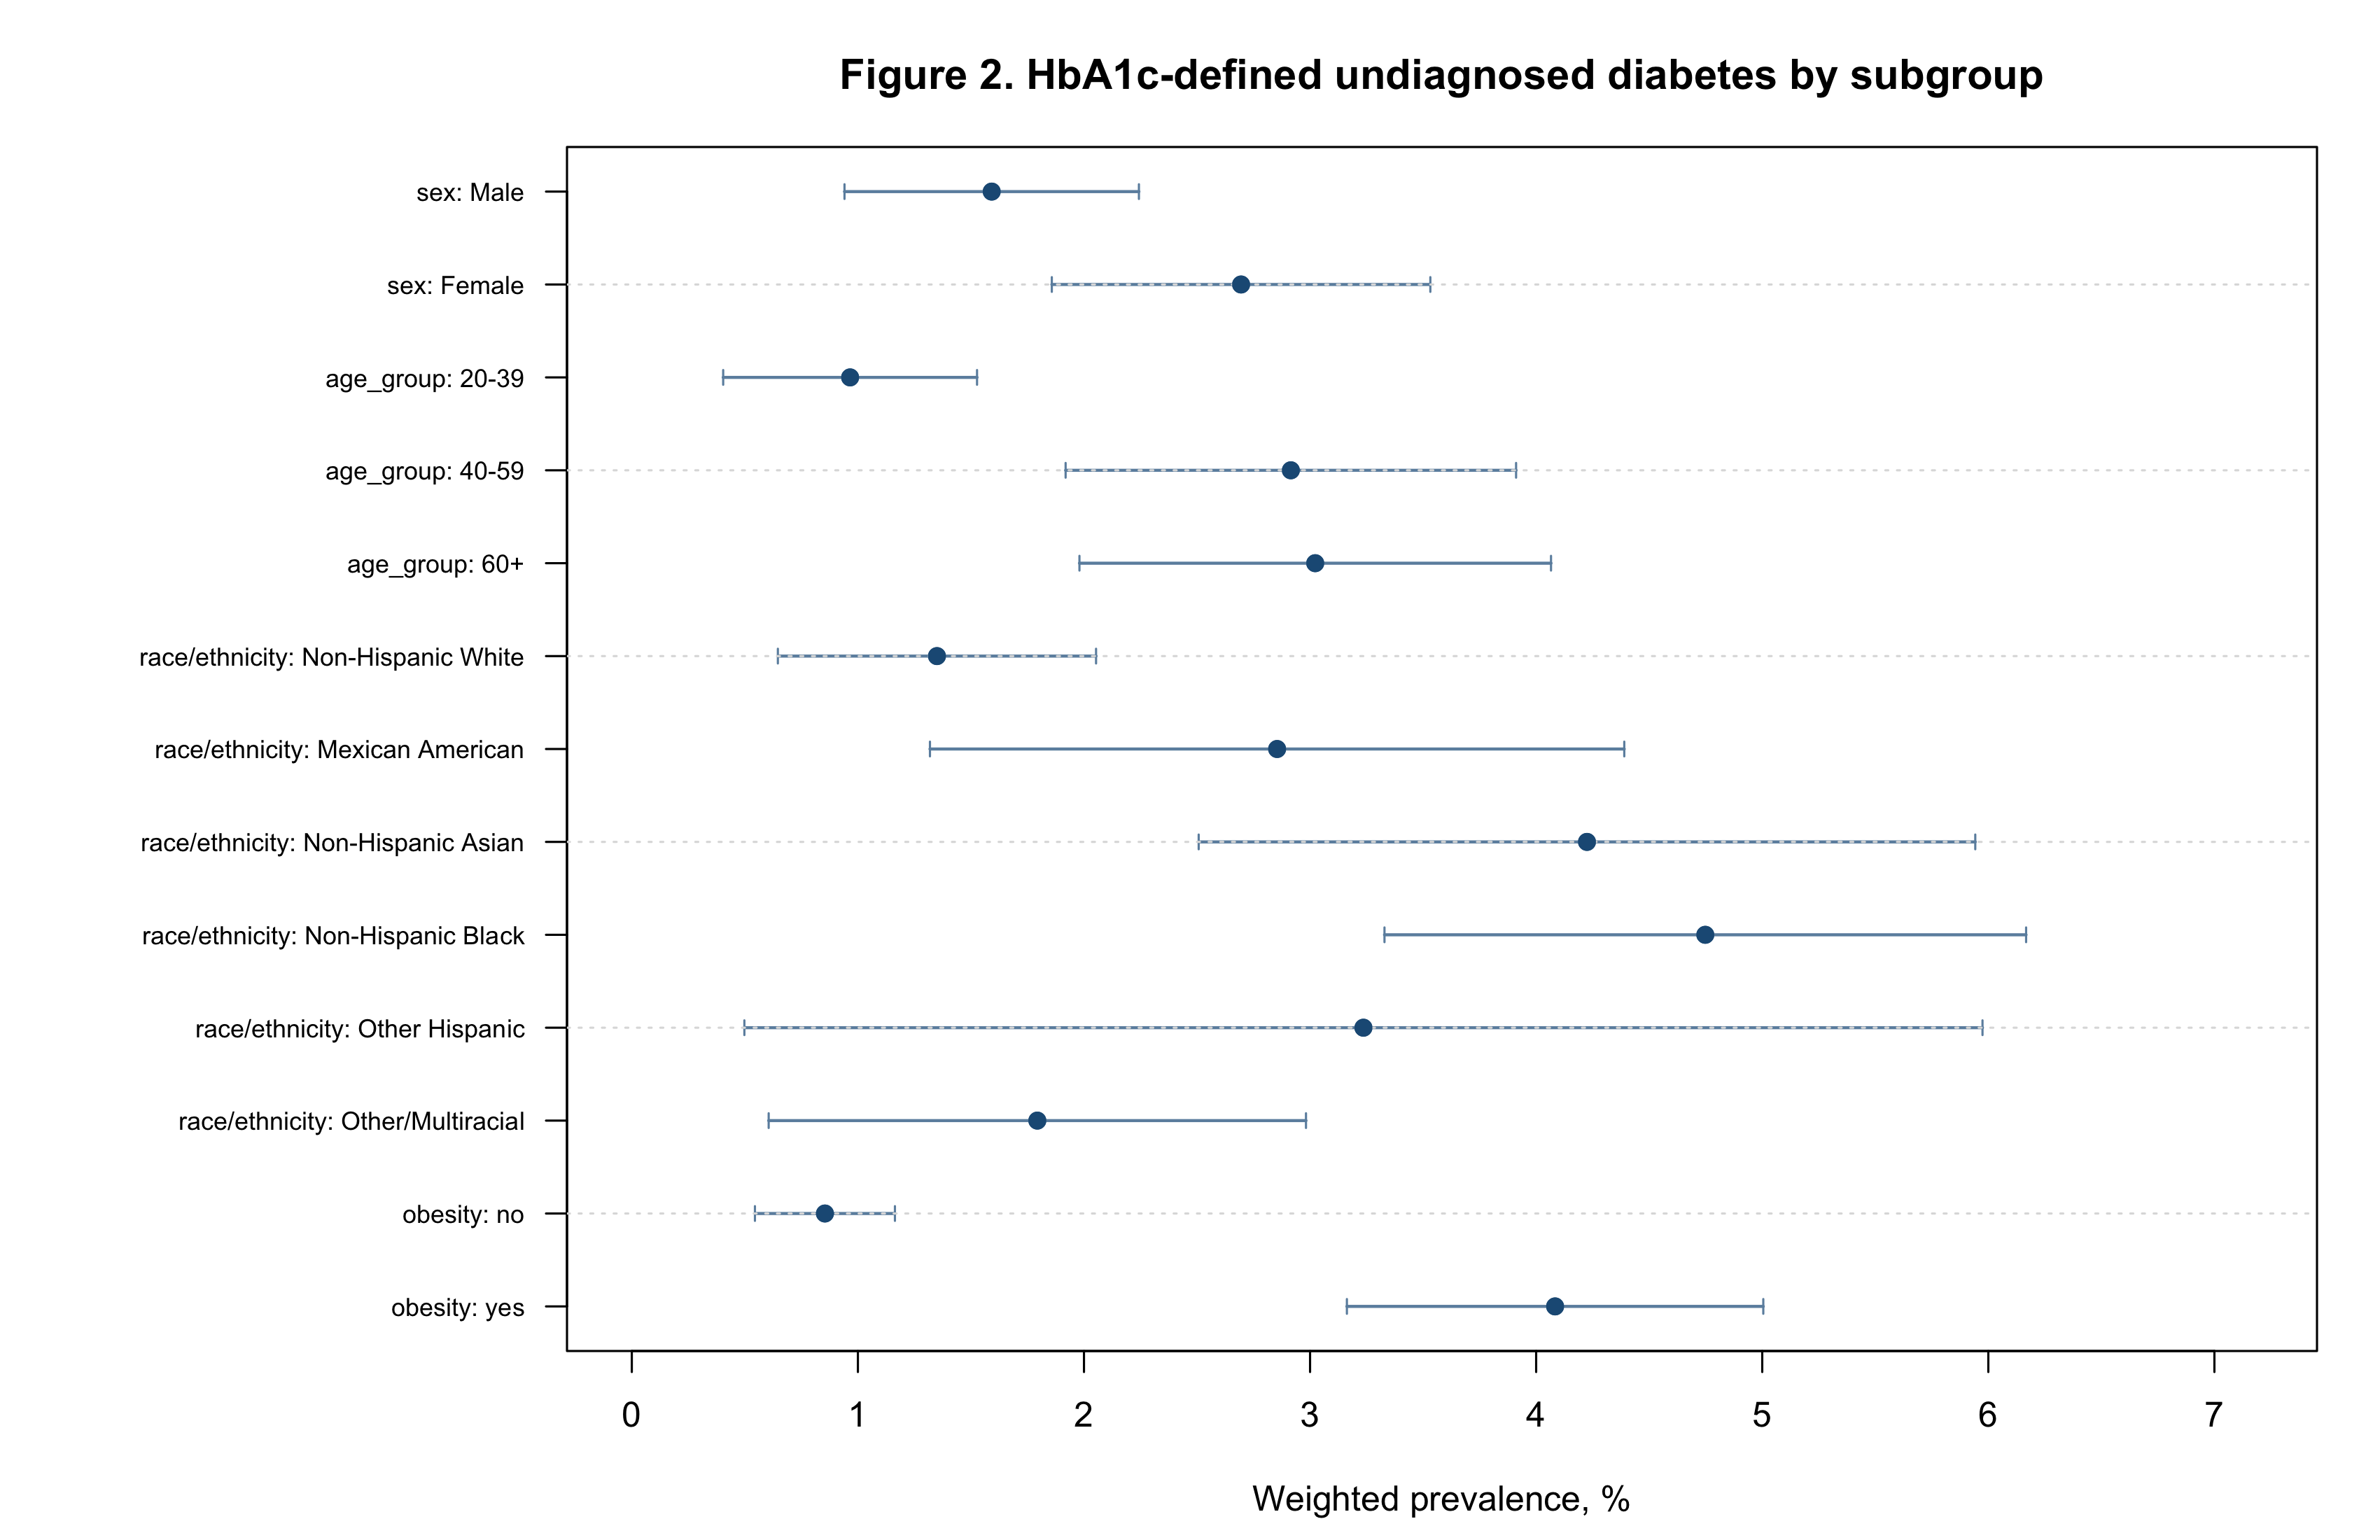 Figure 2. HbA1c-defined undiagnosed diabetes by subgroup
sex: Male
sex: Female
age_group: 20-39
age_group: 40-59
age_group: 60+
race/ethnicity: Non-Hispanic White
race/ethnicity: Mexican American
race/ethnicity: Non-Hispanic Asian
race/ethnicity: Non-Hispanic Black
race/ethnicity: Other Hispanic
race/ethnicity: Other/Multiracial
obesity: no
obesity: yes
0 1 2 3 4 5 6 7
Weighted prevalence, %